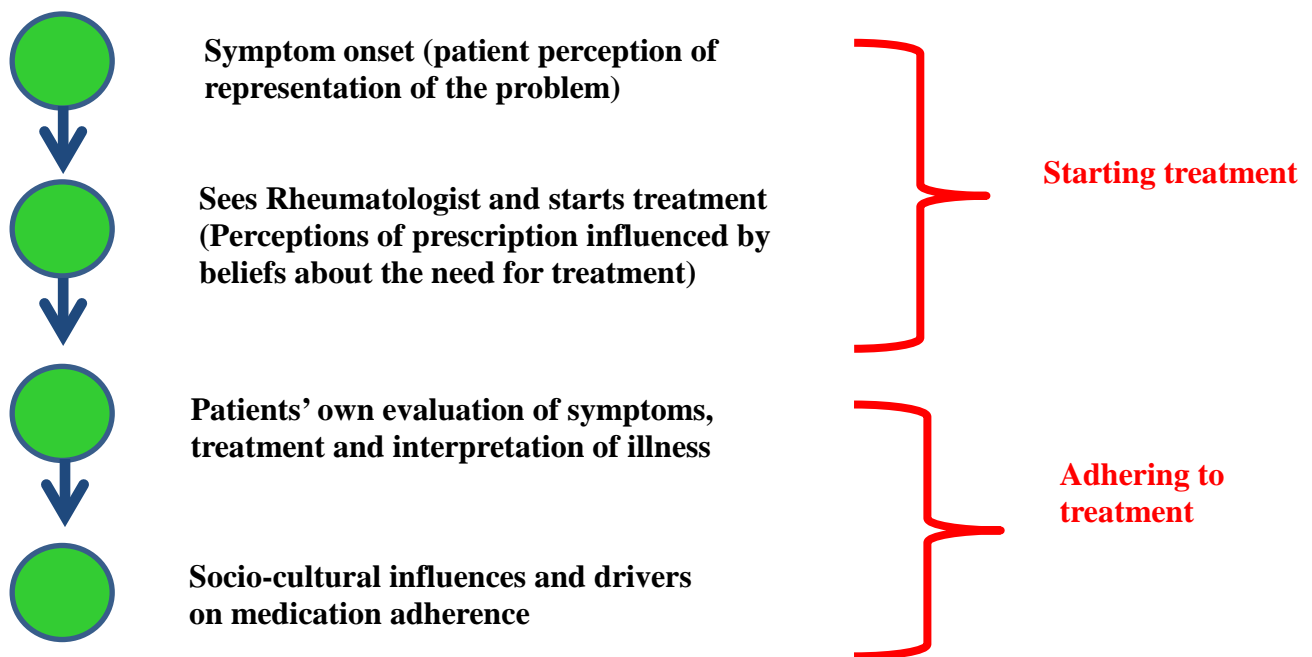 Symptom onset (patient perception of
representation of the problem)
Starting treatment
Sees Rheumatologist and starts treatment
(Perceptions of prescription influenced by
beliefs about the need for treatment)
Patients’ own evaluation of symptoms,
treatment and interpretation of illness
Adhering to
treatment
Socio-cultural influences and drivers
on medication adherence